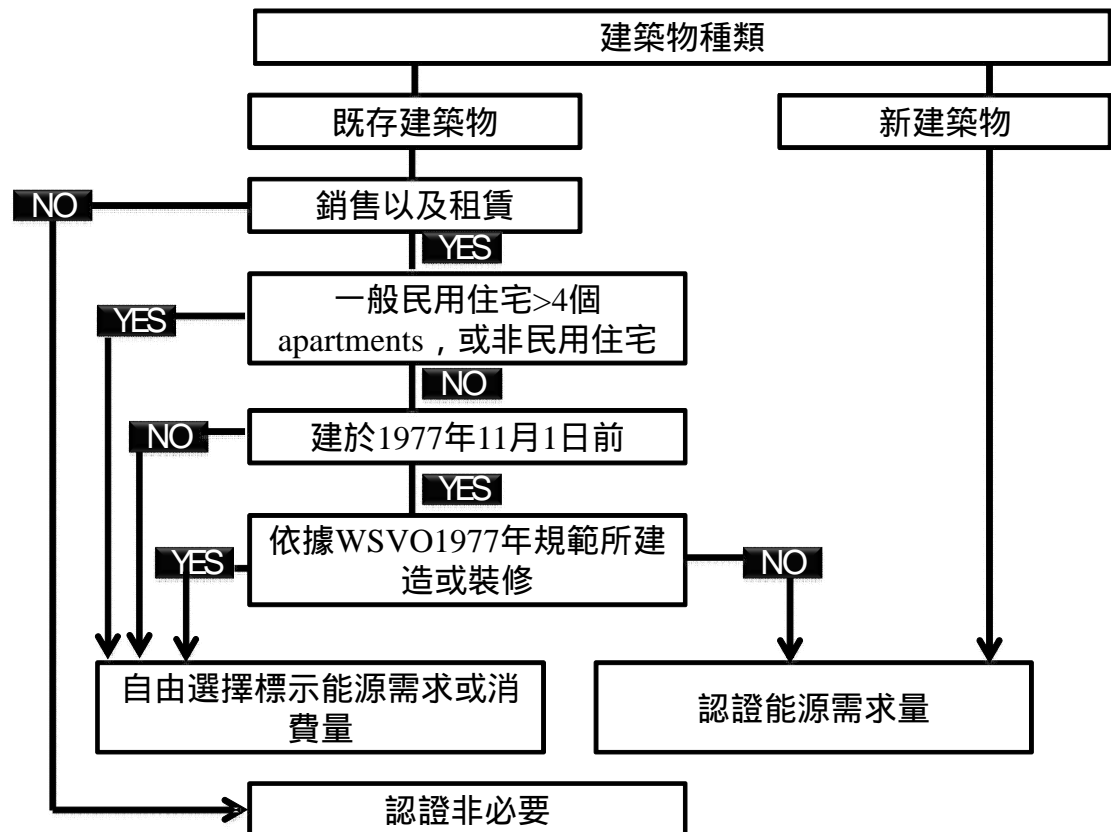 建築物種類
既存建築物
新建築物
NO
銷售以及租賃
YES
一般民用住宅>4個
apartments，或非民用住宅
YES
NO
NO
建於1977年11月1日前
YES
依據WSVO1977年規範所建
造或裝修
YES
NO
自由選擇標示能源需求或消
費量
認證能源需求量
認證非必要